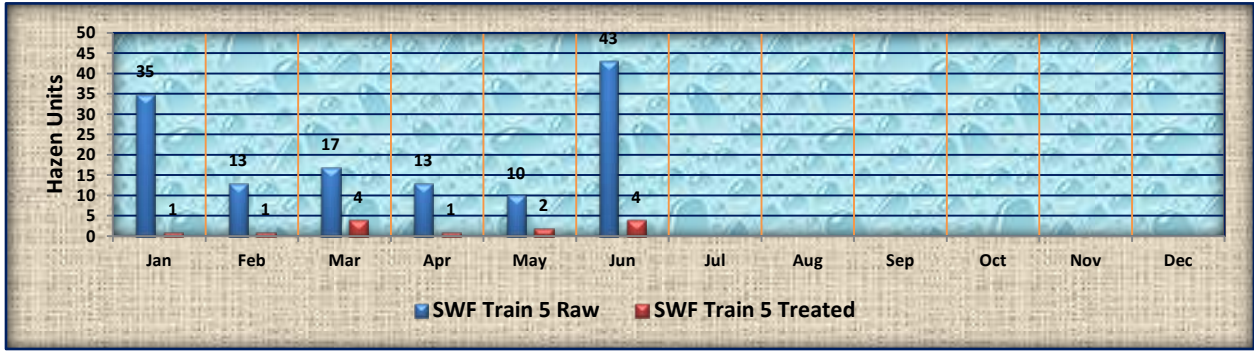 50
45
40
35
30
25
20
15
10
5
0
Hazen Units
35 13 17 13 10 43
1 1 4 1 2 4
Jan Feb Mar Apr May Jun Jul Aug Sep Oct Nov Dec
SWF Train 5 Raw SWF Train 5 Treated